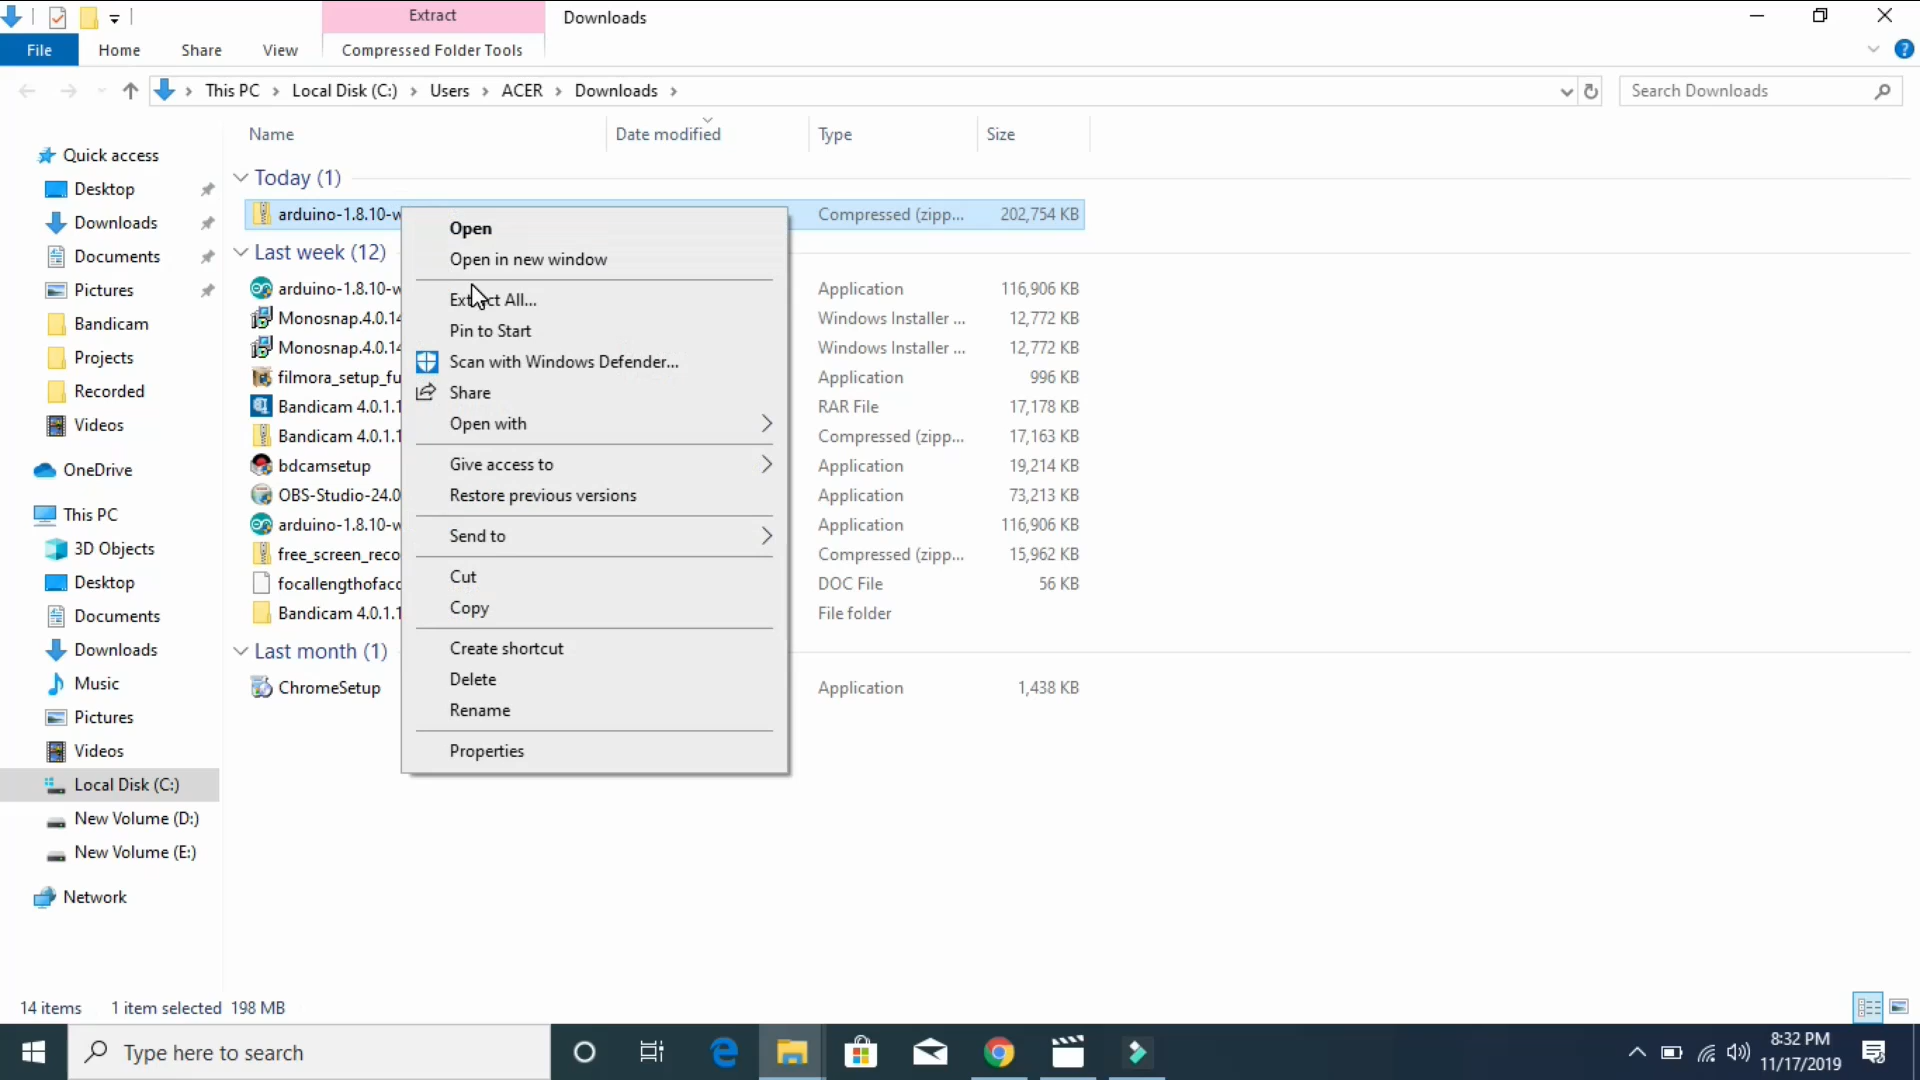 Extract
Downloads
File
Home
Share
View
Compressed Folder Tools
This PC
Local Disk (C:)
Users
ACER
Downloads
Search Downloads
Name
Date modified
Type
Size
Quick access
Desktop
Downloads
Documents
Pictures
Bandicam
Projects
Recorded
Videos
OneDrive
This PC
3D Objects
Desktop
Documents
Downloads
Music
Pictures
Videos
Local Disk (C:)
New Volume (D:)
New Volume (E:)
Network
Today (1)
arduino-1.8.10-w
Compressed (zipp...
202,754 KB
Last week (12)
arduino-1.8.10-w
Application
116,906 KB
Monosnap.4.0.14
Windows Installer ...
12,772 KB
Monosnap.4.0.14
Windows Installer ...
12,772 KB
filmora_setup_fu
Application
996 KB
Bandicam 4.0.1.1
RAR File
17,178 KB
Bandicam 4.0.1.1
Compressed (zipp...
17,163 KB
bdcamsetup
Application
19,214 KB
OBS-Studio-24.0
Application
73,213 KB
arduino-1.8.10-w
Application
116,906 KB
free_screen_reco
Compressed (zipp...
15,962 KB
focallengthofacc
DOC File
56 KB
Bandicam 4.0.1.1
File folder
Last month (1)
ChromeSetup
Application
1,438 KB
Open
Open in new window
Extract All...
Pin to Start
Scan with Windows Defender...
Share
Open with
Give access to
Restore previous versions
Send to
Cut
Copy
Create shortcut
Delete
Rename
Properties
14 items
1 item selected 198 MB
Type here to search
8:32 PM
11/17/2019